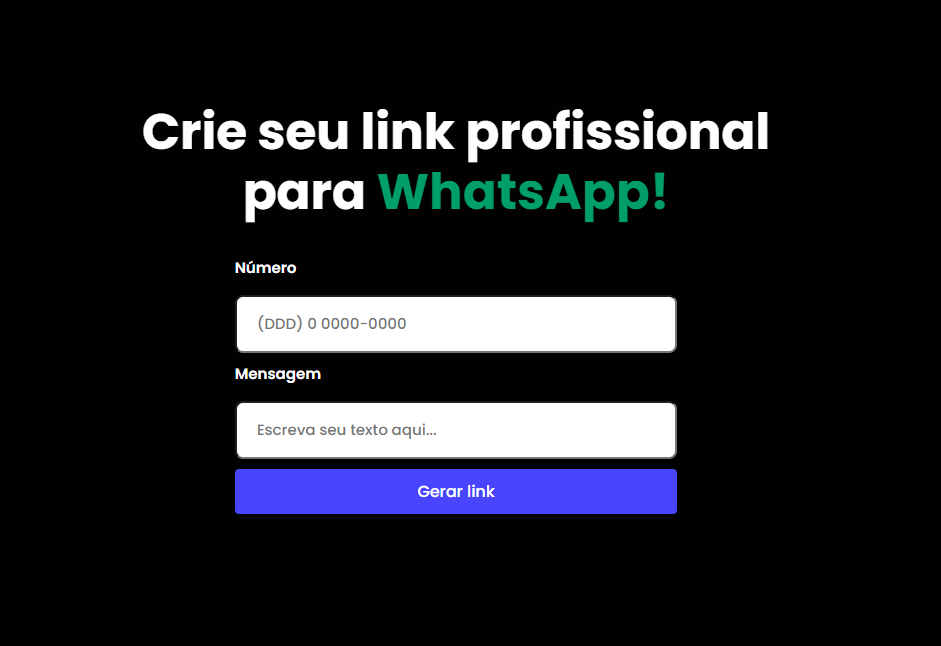 Crie seu link profissional
para WhatsApp!
Número
(DDD) 0 0000-0000
Mensagem
Escreva seu texto aqui...
Gerar link